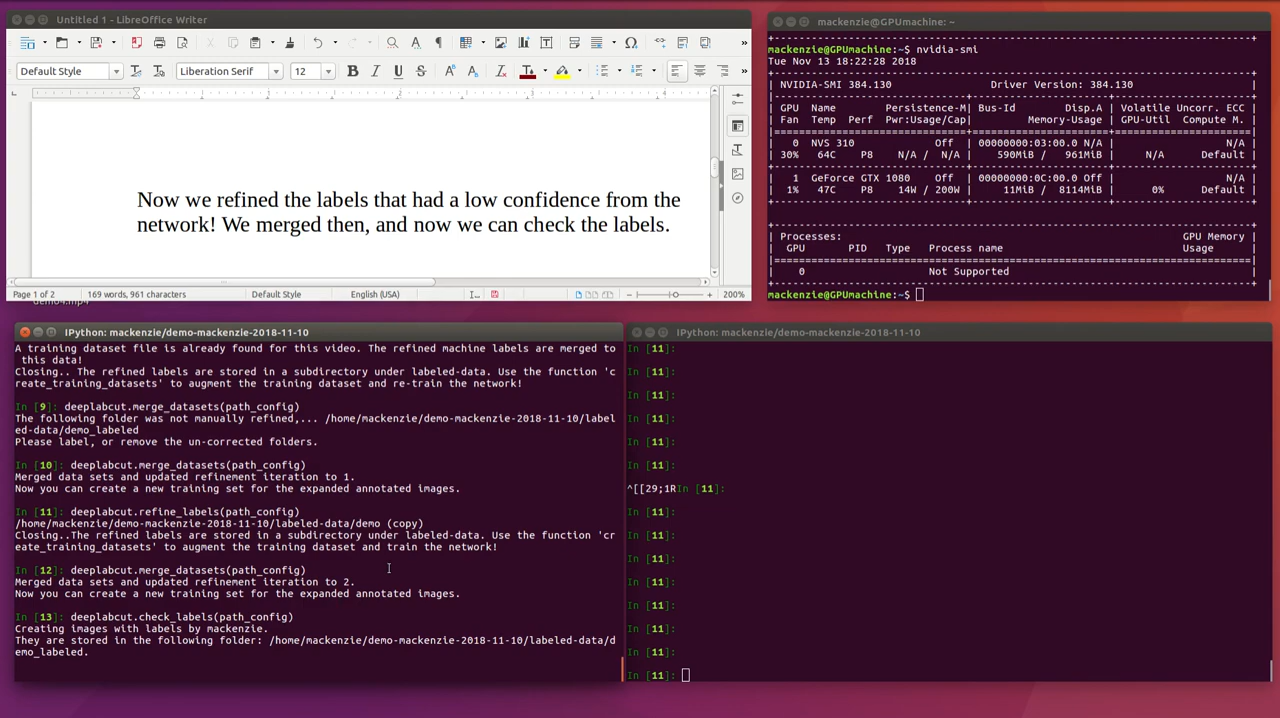 Untitled 1 - LibreOffice Writer
Default Style
Liberation Serif
12
Now we refined the labels that had a low confidence from the
network! We merged then, and now we can check the labels.
Page 1 of 2
169 words, 961 characters
Default Style
English (USA)
200%
demo4.mp4
mackenzie@GPUmachine: ~
mackenzie@GPUmachine:~$ nvidia-smi
Tue Nov 13 18:22:28 2018
NVIDIA-SMI 384.130 Driver Version: 384.130
GPU Name Persistence-M| Bus-Id Disp.A | Volatile Uncorr. ECC
Fan Temp Perf Pwr:Usage/Cap| Memory-Usage | GPU-Util Compute M.
0 NVS 310 Off | 00000000:03:00.0 N/A | N/A
30% 64C P8 N/A / N/A | 590MiB / 961MiB | N/A Default
1 GeForce GTX 1080 Off | 00000000:0C:00.0 Off | N/A
1% 47C P8 14W / 200W | 11MiB / 8114MiB | 0% Default
Processes: GPU Memory
GPU PID Type Process name Usage
0 Not Supported
mackenzie@GPUmachine:~$
IPython: mackenzie/demo-mackenzie-2018-11-10
A training dataset file is already found for this video. The refined machine labels are merged to
this data!
Closing.. The refined labels are stored in a subdirectory under labeled-data. Use the function 'c
reate_training_datasets' to augment the training dataset and re-train the network!
In [9]: deeplabcut.merge_datasets(path_config)
The following folder was not manually refined,... /home/mackenzie/demo-mackenzie-2018-11-10/label
ed-data/demo_labeled
Please label, or remove the un-corrected folders.
In [10]: deeplabcut.merge_datasets(path_config)
Merged data sets and updated refinement iteration to 1.
Now you can create a new training set for the expanded annotated images.
In [11]: deeplabcut.refine_labels(path_config)
/home/mackenzie/demo-mackenzie-2018-11-10/labeled-data/demo (copy)
Closing..The refined labels are stored in a subdirectory under labeled-data. Use the function 'cr
eate_training_datasets' to augment the training dataset and train the network!
In [12]: deeplabcut.merge_datasets(path_config)
Merged data sets and updated refinement iteration to 2.
Now you can create a new training set for the expanded annotated images.
In [13]: deeplabcut.check_labels(path_config)
Creating images with labels by mackenzie.
They are stored in the following folder: /home/mackenzie/demo-mackenzie-2018-11-10/labeled-data/d
emo_labeled.
IPython: mackenzie/demo-mackenzie-2018-11-10
In [11]:
In [11]:
In [11]:
In [11]:
In [11]:
In [11]:
^[[29;1RIn [11]:
In [11]:
In [11]:
In [11]:
In [11]:
In [11]:
In [11]:
In [11]:
In [11]: